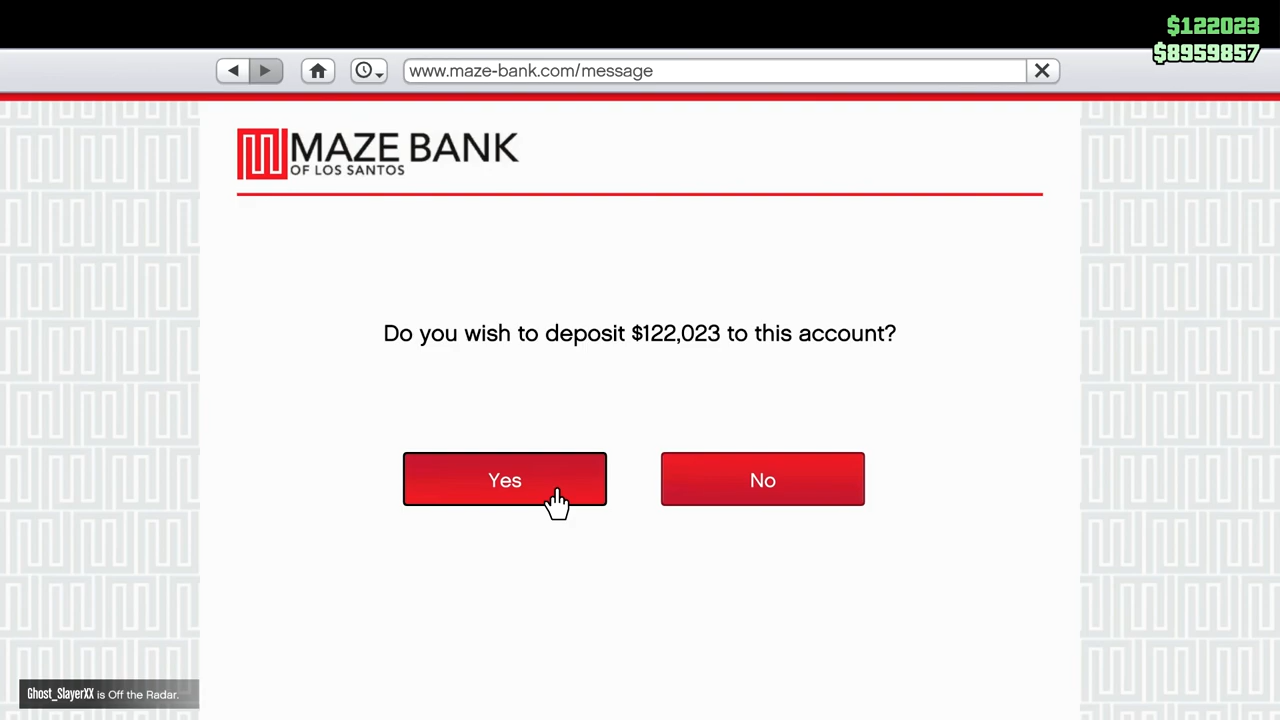 $122023
$8959857
www.maze-bank.com/message
MAZE BANK
OF LOS SANTOS
Do you wish to deposit $122,023 to this account?
Yes
No
Ghost_SlayerXX is Off the Radar.